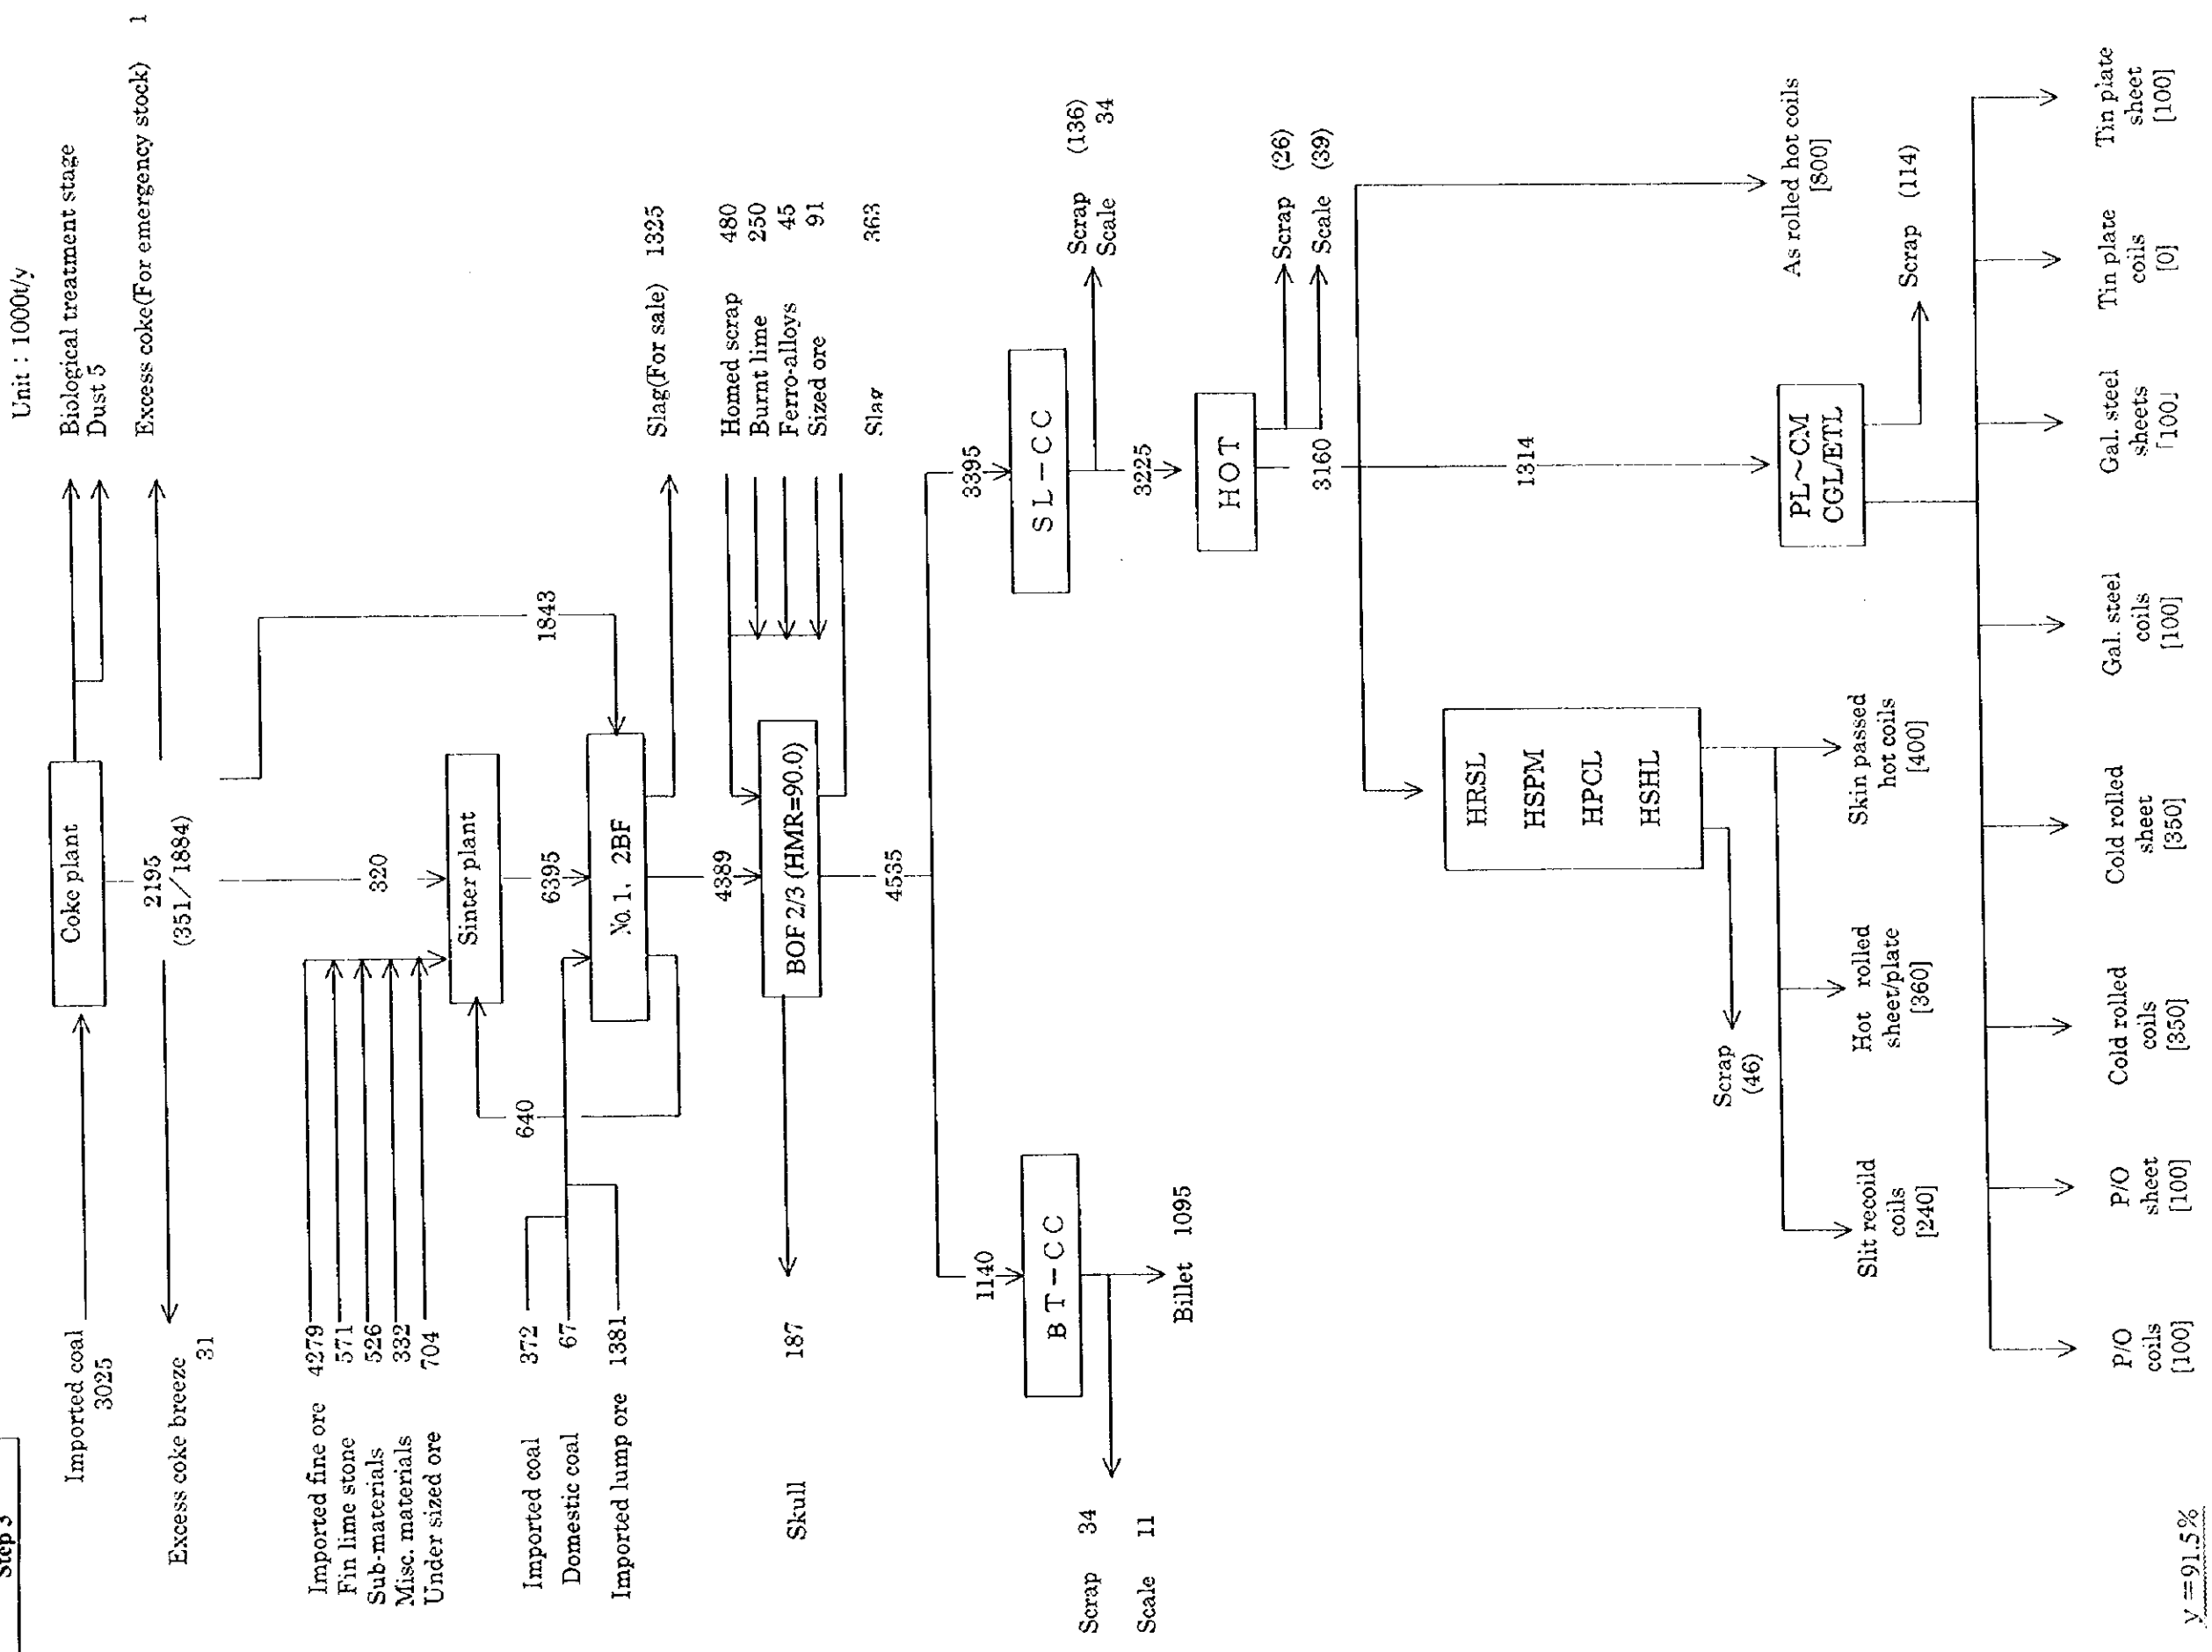 Step 3
Unit : 1000t/y
Imported coal
3025
Coke plant
Biological treatment stage
Dust 5
Excess coke breeze
31
2195
(351/1884)
Excess coke(For emergency stock) 1
Imported fine ore 4279
Fin lime stone 571
Sub-materials 526
Misc. materials 332
Under sized ore 704
320
Sinter plant
1843
Imported coal 372
Domestic coal 67
Imported lump ore 1381
640
6395
No. 1, 2BF
Slag(For sale) 1325
4389
Homed scrap 480
Burnt lime 250
Ferro-alloys 45
Sized ore 91
Skull 187
BOF 2/3 (HMR=90.0)
Slag 363
4535
1140
3395
BT-CC
SL-CC
Scrap 34
Scale 11
Billet 1095
Scrap (136)
Scale 34
3225
HOT
Scrap (26)
Scale (39)
3160
1314
HRSL
HSPM
HPCL
HSHL
Scrap
(46)
Slit recoild
coils
[240]
Hot rolled
sheet/plate
[360]
Skin passed
hot coils
[400]
PL~CM
CGL/ETL
As rolled hot coils
[800]
Scrap (114)
P/O
coils
[100]
P/O
sheet
[100]
Cold rolled
coils
[350]
Cold rolled
sheet
[350]
Gal. steel
coils
[100]
Gal. steel
sheets
[100]
Tin plate
coils
[0]
Tin plate
sheet
[100]
y=91.5%